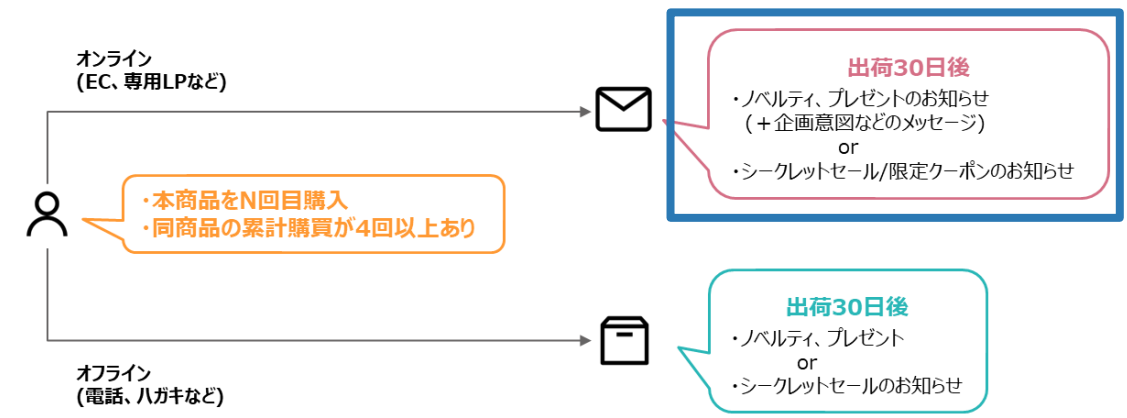 オンライン
(EC、専用LPなど)
出荷30日後
・ノベルティ、プレゼントのお知らせ
(+企画意図などのメッセージ)
or
・シークレットセール/限定クーポンのお知らせ
・本商品をN回目購入
・同商品の累計購買が4回以上あり
出荷30日後
・ノベルティ、プレゼント
or
・シークレットセールのお知らせ
オフライン
(電話、ハガキなど)